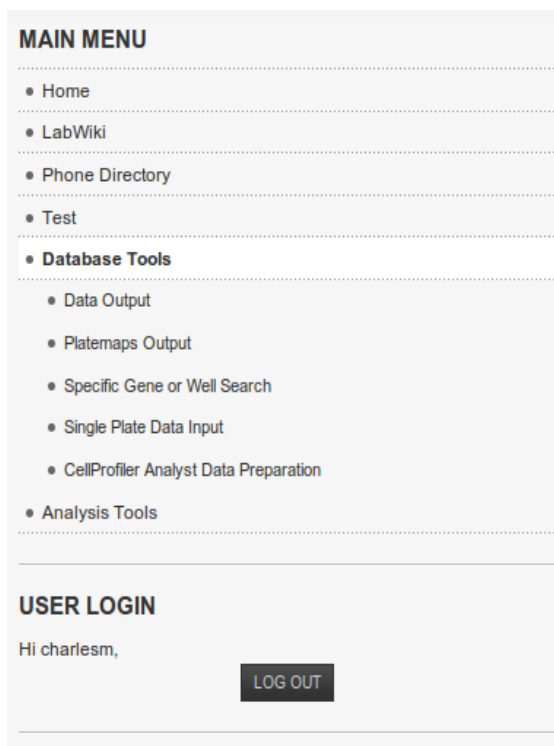 MAIN MENU
Home
LabWiki
Phone Directory
Test
Database Tools
Data Output
Platemaps Output
Specific Gene or Well Search
Single Plate Data Input
CellProfiler Analyst Data Preparation
Analysis Tools
USER LOGIN
Hi charlesm,
LOG OUT